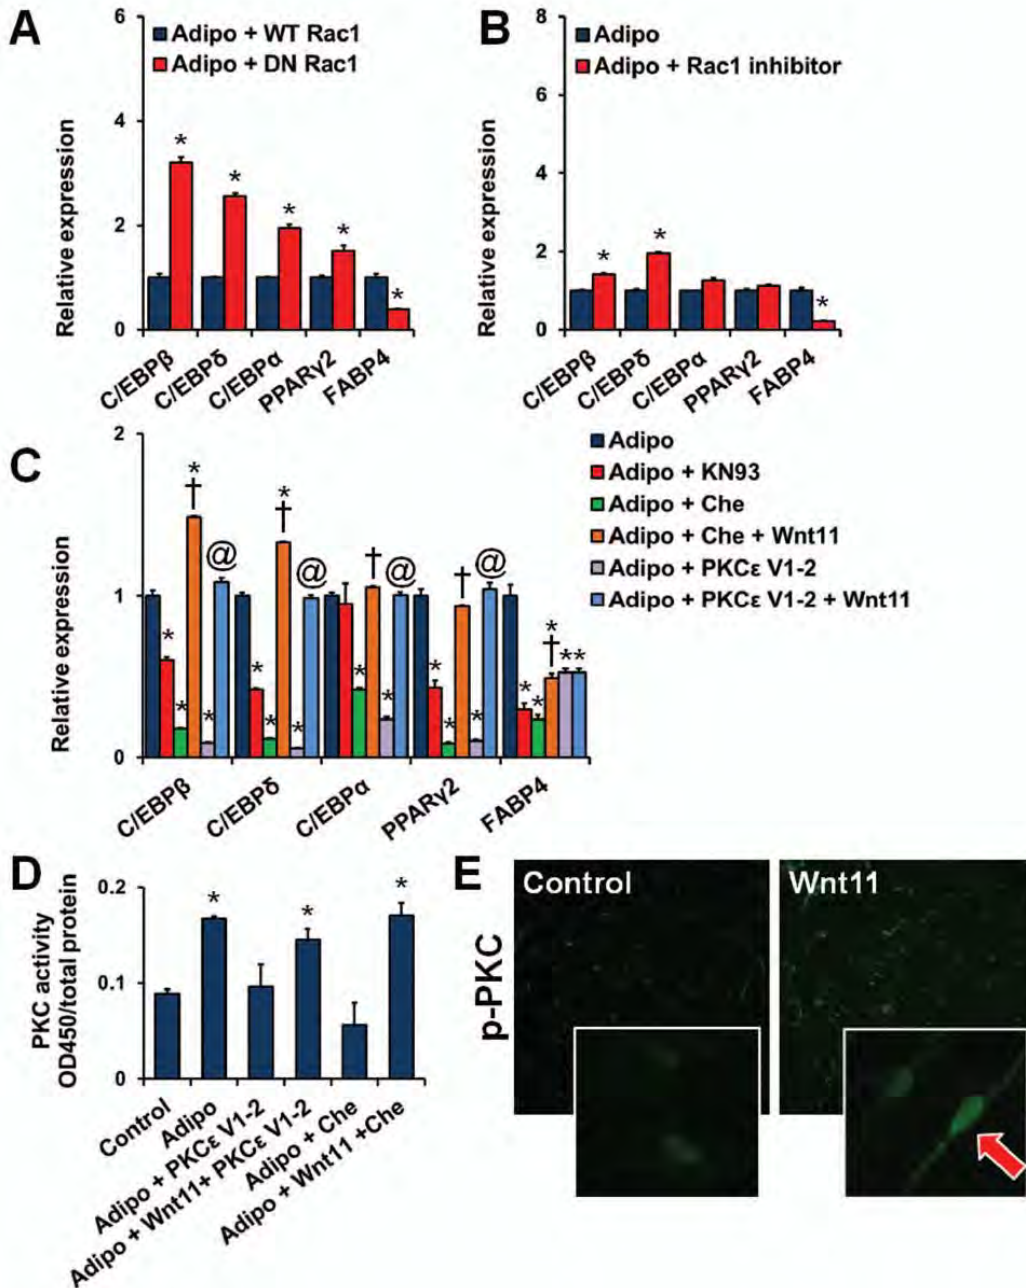 A
6
Adipo + WT Rac1
Adipo + DN Rac1
4
2
0
Relative expression
*
*
*
*
*
C/EBPβ
C/EBPδ
C/EBPα
PPARγ2
FABP4
B
8
Adipo
Adipo + Rac1 inhibitor
6
4
2
0
Relative expression
*
*
*
C/EBPβ
C/EBPδ
C/EBPα
PPARγ2
FABP4
C
2
1
0
Relative expression
Adipo
Adipo + KN93
Adipo + Che
Adipo + Che + Wnt11
Adipo + PKCε V1-2
Adipo + PKCε V1-2 + Wnt11
* * * † * @
* * * † * @
* † * @
* * † * @
* * * † **
C/EBPβ
C/EBPδ
C/EBPα
PPARγ2
FABP4
D
PKC activity
OD450/total protein
0.2
0.1
0
*
*
*
Control
Adipo
Adipo + PKCε V1-2
Adipo + Wnt11+ PKCε V1-2
Adipo + Che
Adipo + Wnt11 +Che
E
Control
Wnt11
p-PKC